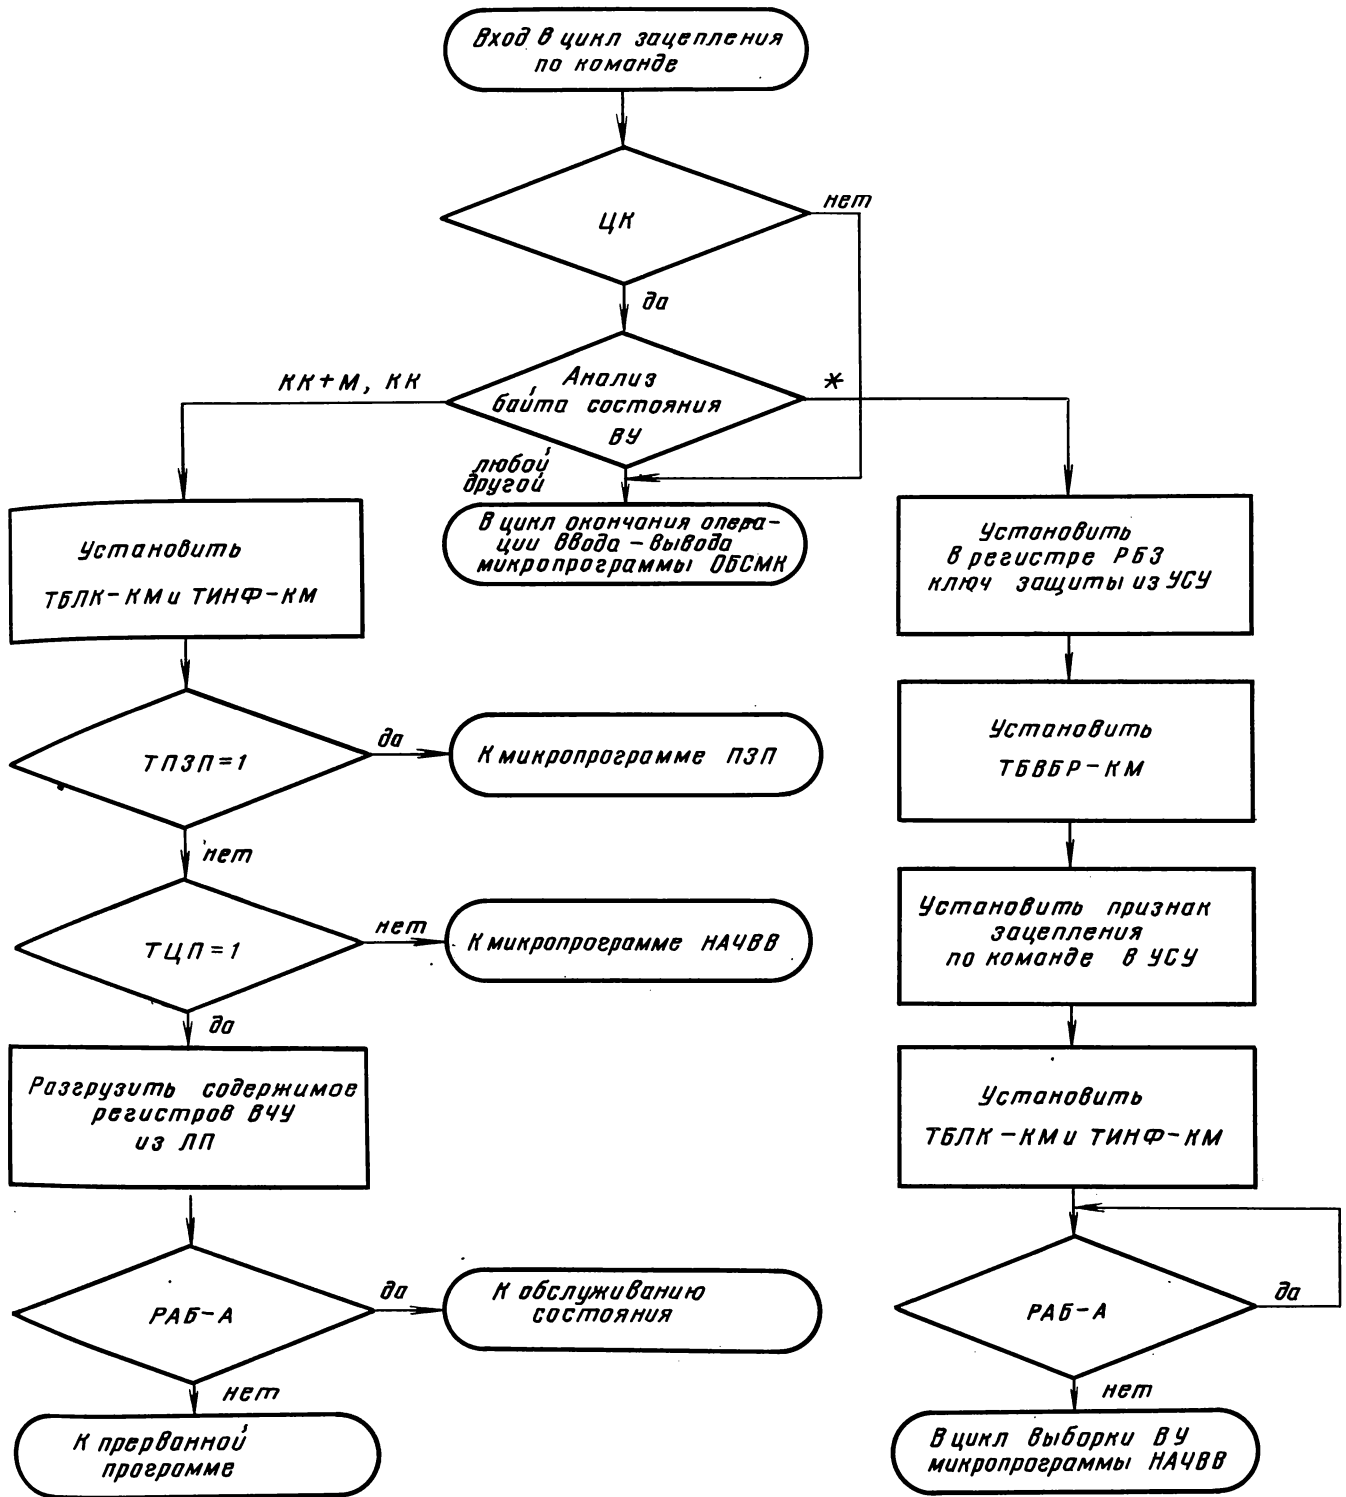 Вход в цикл зацепления
по команде
ЦК
нет
да
КК+М, КК
Анализ
байта состояния
ВУ
*
любой
другой
В цикл окончания опера-
ции ввода-вывода
микропрограммы ОБСМК
Установить
ТБЛК-КМ и ТИНФ-КМ
Установить
в регистре РБЗ
ключ защиты из УСУ
ТПЗП=1
да
К микропрограмме ПЗП
Установить
ТБВБР-КМ
нет
ТЦП=1
нет
К микропрограмме НАЧВВ
Установить признак
зацепления
по команде в УСУ
да
Разгрузить содержимое
регистров ВЧУ
из ЛП
Установить
ТБЛК-КМ и ТИНФ-КМ
РАБ-А
да
К обслуживанию
состояния
РАБ-А
да
нет
К прерванной
программе
нет
В цикл выборки ВУ
микропрограммы НАЧВВ